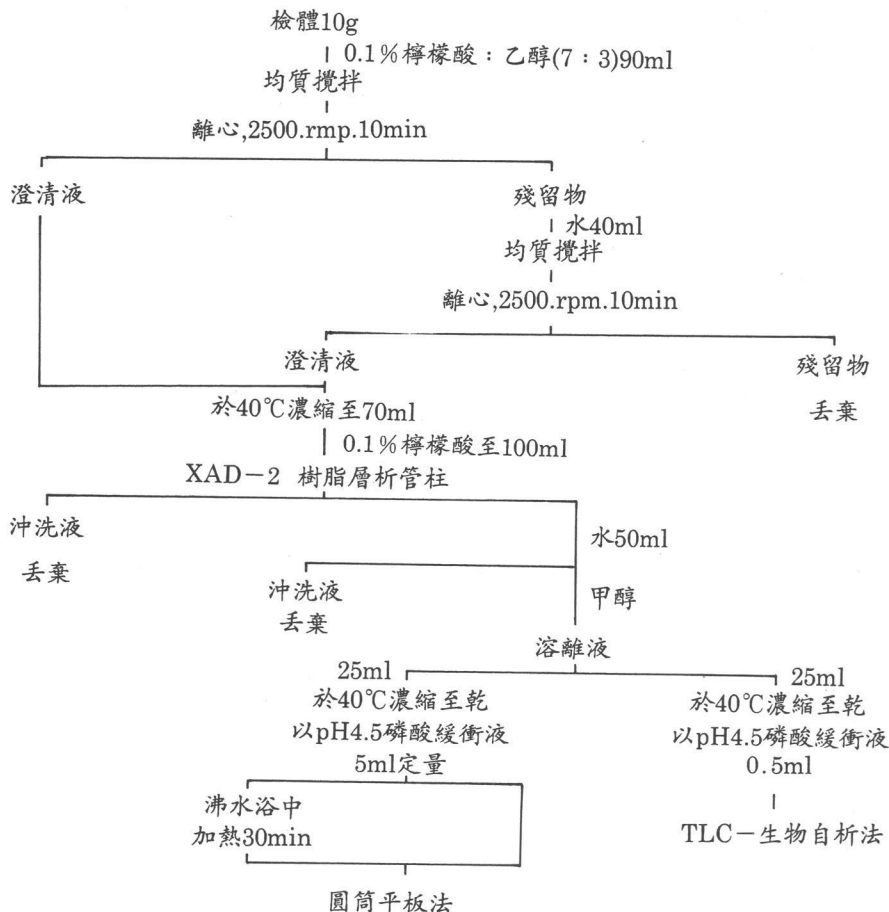 檢體10g
0.1%檸檬酸：乙醇(7：3)90ml
均質攪拌
離心,2500.rmp.10min
澄清液
殘留物
水40ml
均質攪拌
離心,2500.rpm.10min
澄清液
殘留物
丟棄
於40℃濃縮至70ml
0.1%檸檬酸至100ml
XAD－2 樹脂層析管柱
沖洗液
丟棄
水50ml
沖洗液
丟棄
甲醇
溶離液
25ml
於40℃濃縮至乾
以pH4.5磷酸緩衝液
5ml定量
25ml
於40℃濃縮至乾
以pH4.5磷酸緩衝液
0.5ml
沸水浴中
加熱30min
TLC－生物自析法
圓筒平板法